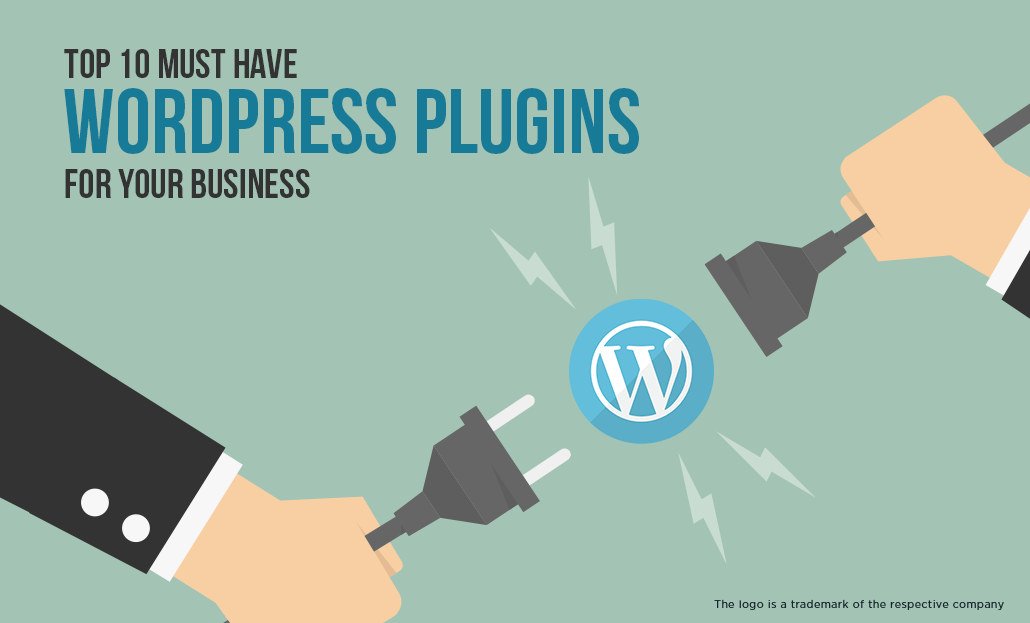 TOP 10 MUST HAVE
WORDPRESS PLUGINS
FOR YOUR BUSINESS
W
The logo is a trademark of the respective company